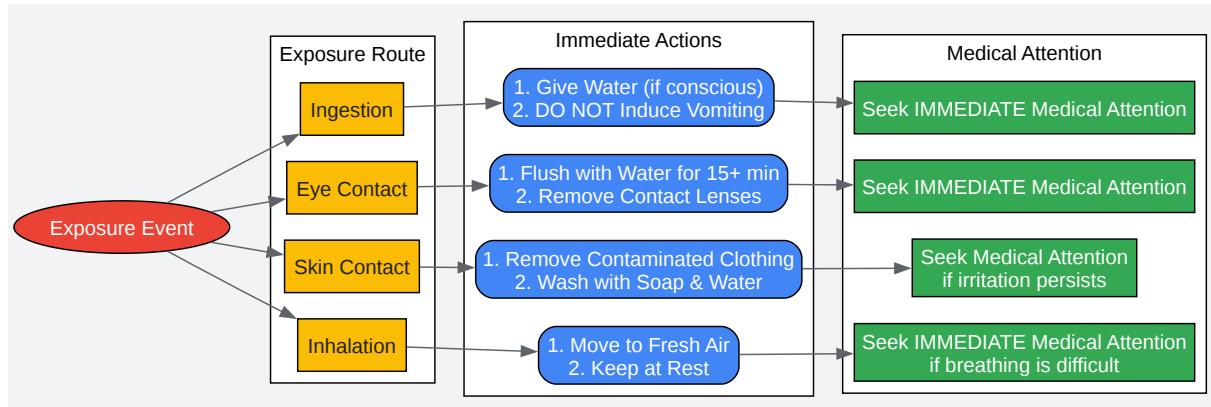 Exposure Event
Exposure Route
Ingestion
Eye Contact
Skin Contact
Inhalation
Immediate Actions
1. Give Water (if conscious)
2. DO NOT Induce Vomiting
1. Flush with Water for 15+ min
2. Remove Contact Lenses
1. Remove Contaminated Clothing
2. Wash with Soap & Water
1. Move to Fresh Air
2. Keep at Rest
Medical Attention
Seek IMMEDIATE Medical Attention
Seek IMMEDIATE Medical Attention
Seek Medical Attention
if irritation persists
Seek IMMEDIATE Medical Attention
if breathing is difficult